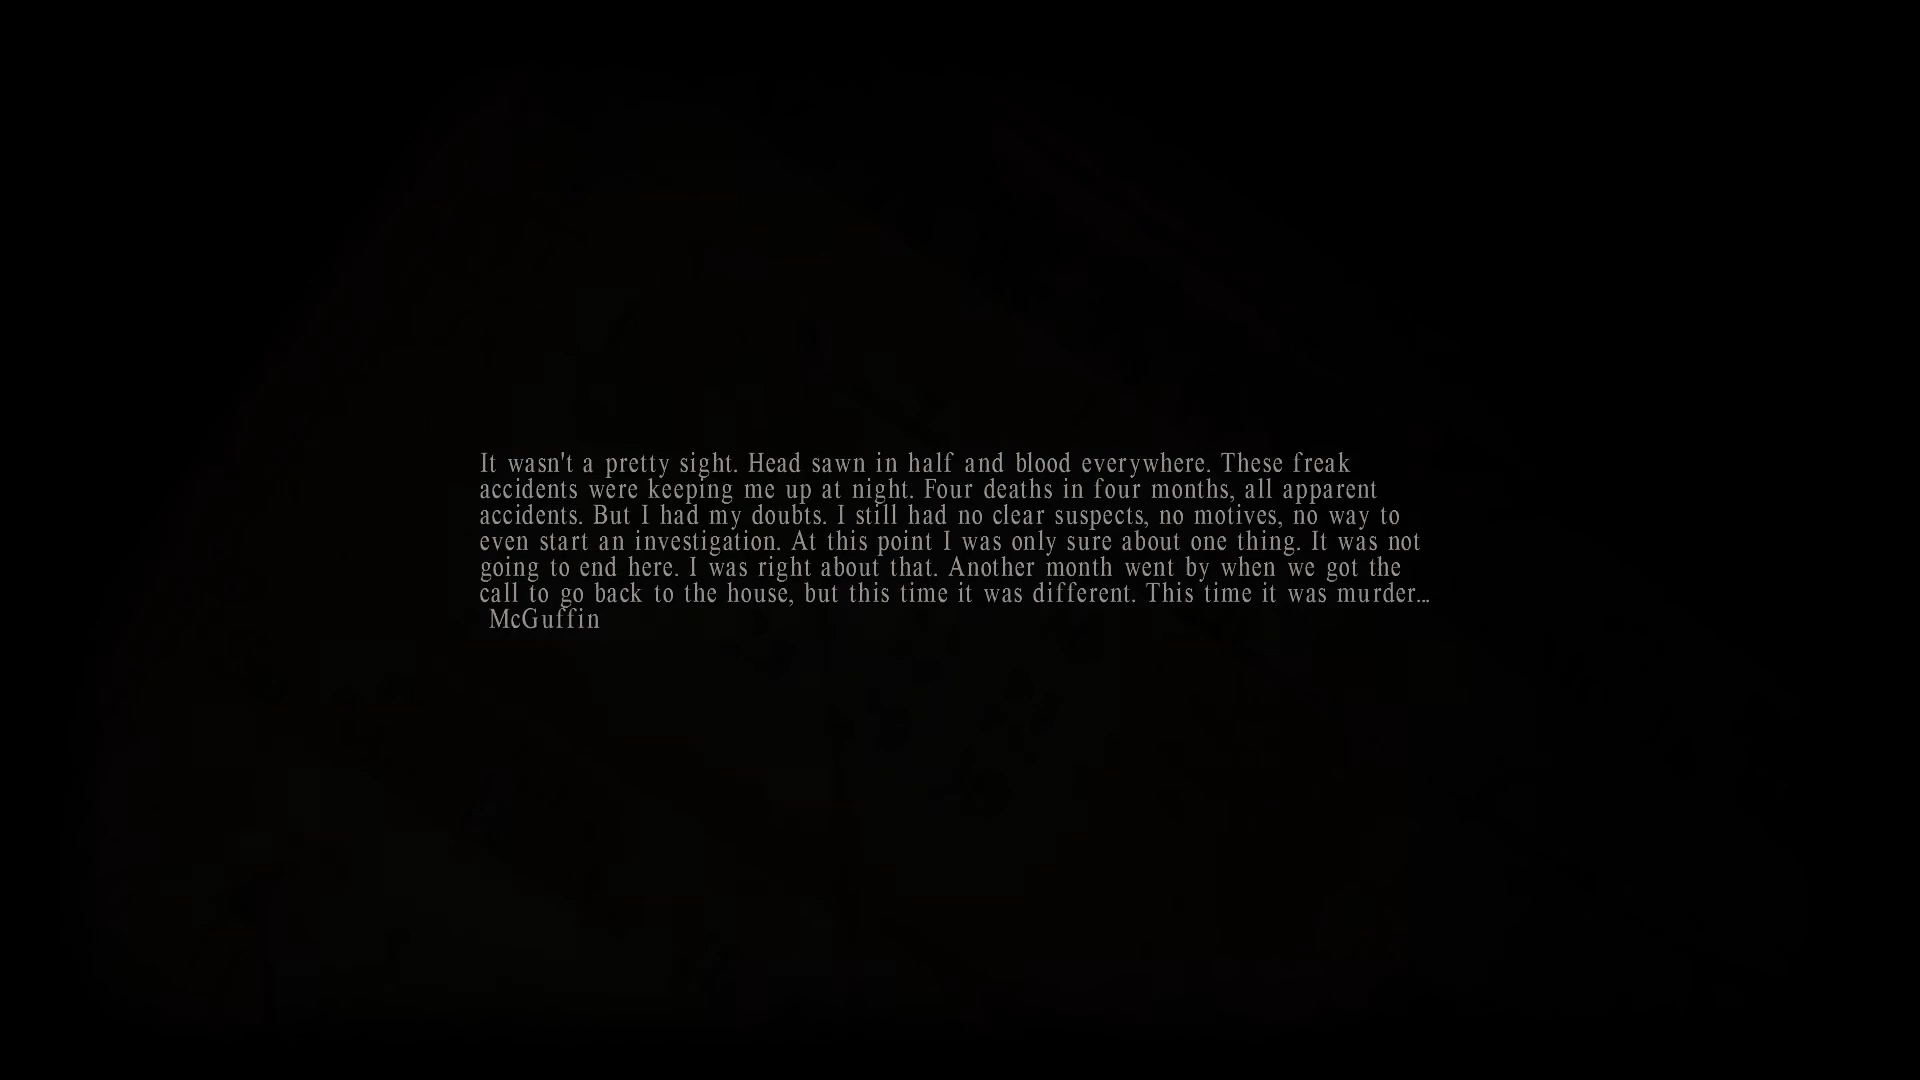 It wasn't a pretty sight. Head sawn in half and blood everywhere. These freak
accidents were keeping me up at night. Four deaths in four months, all apparent
accidents. But I had my doubts. I still had no clear suspects, no motives, no way to
even start an investigation. At this point I was only sure about one thing. It was not
going to end here. I was right about that. Another month went by when we got the
call to go back to the house, but this time it was different. This time it was murder...
McGuffin